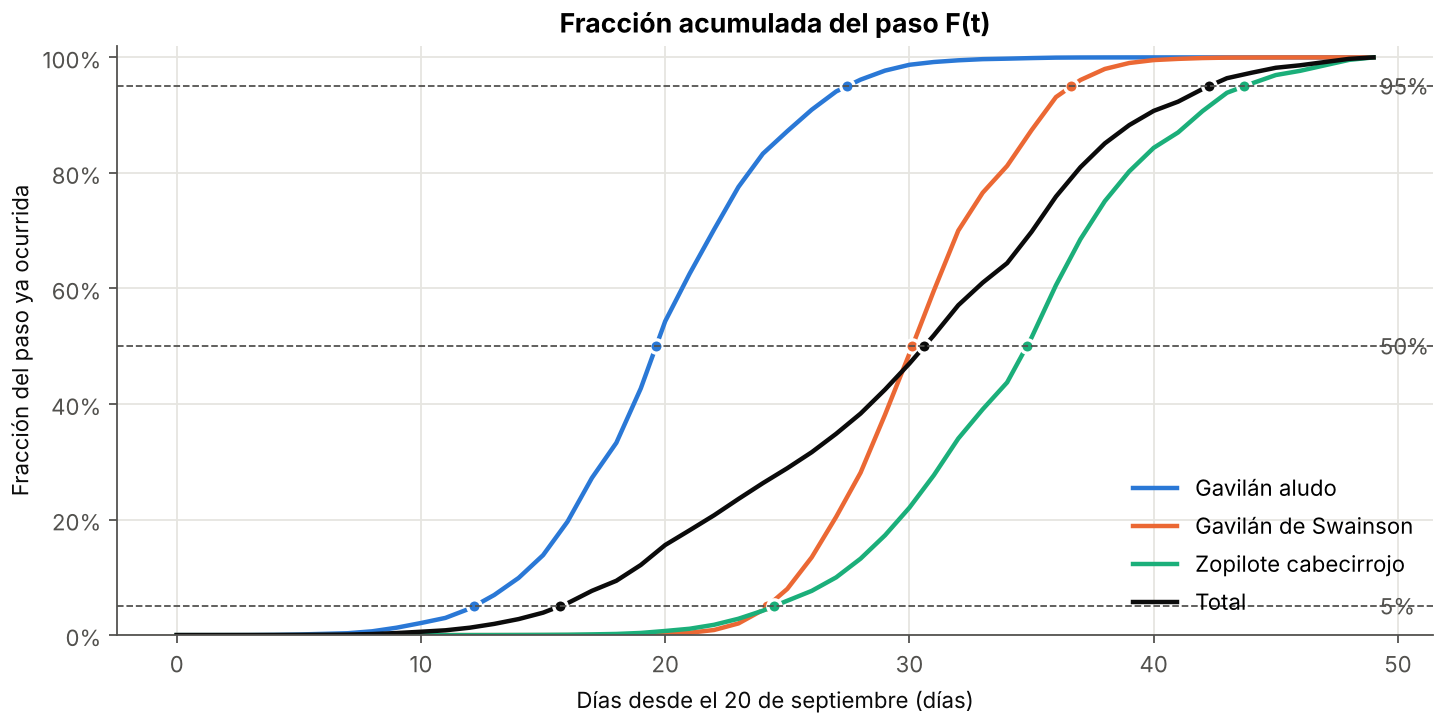 Fracción acumulada del paso F(t)
Fracción del paso ya ocurrida
100%
80%
60%
40%
20%
0%
95%
50%
5%
Gavilán aludo
Gavilán de Swainson
Zopilote cabecirrojo
Total
0 10 20 30 40 50
Días desde el 20 de septiembre (días)